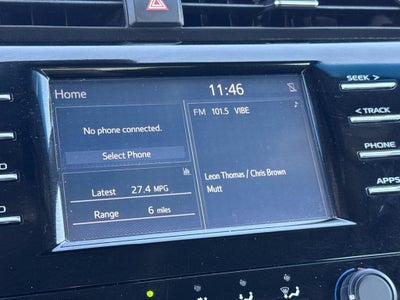 Home
11:46
No phone connected.
Select Phone
Latest 27.4 MPG
Range 6 miles
FM 101.5 VIBE
Leon Thomas / Chris Brown
Mutt
SEEK >
< TRACK
PHONE
APPS